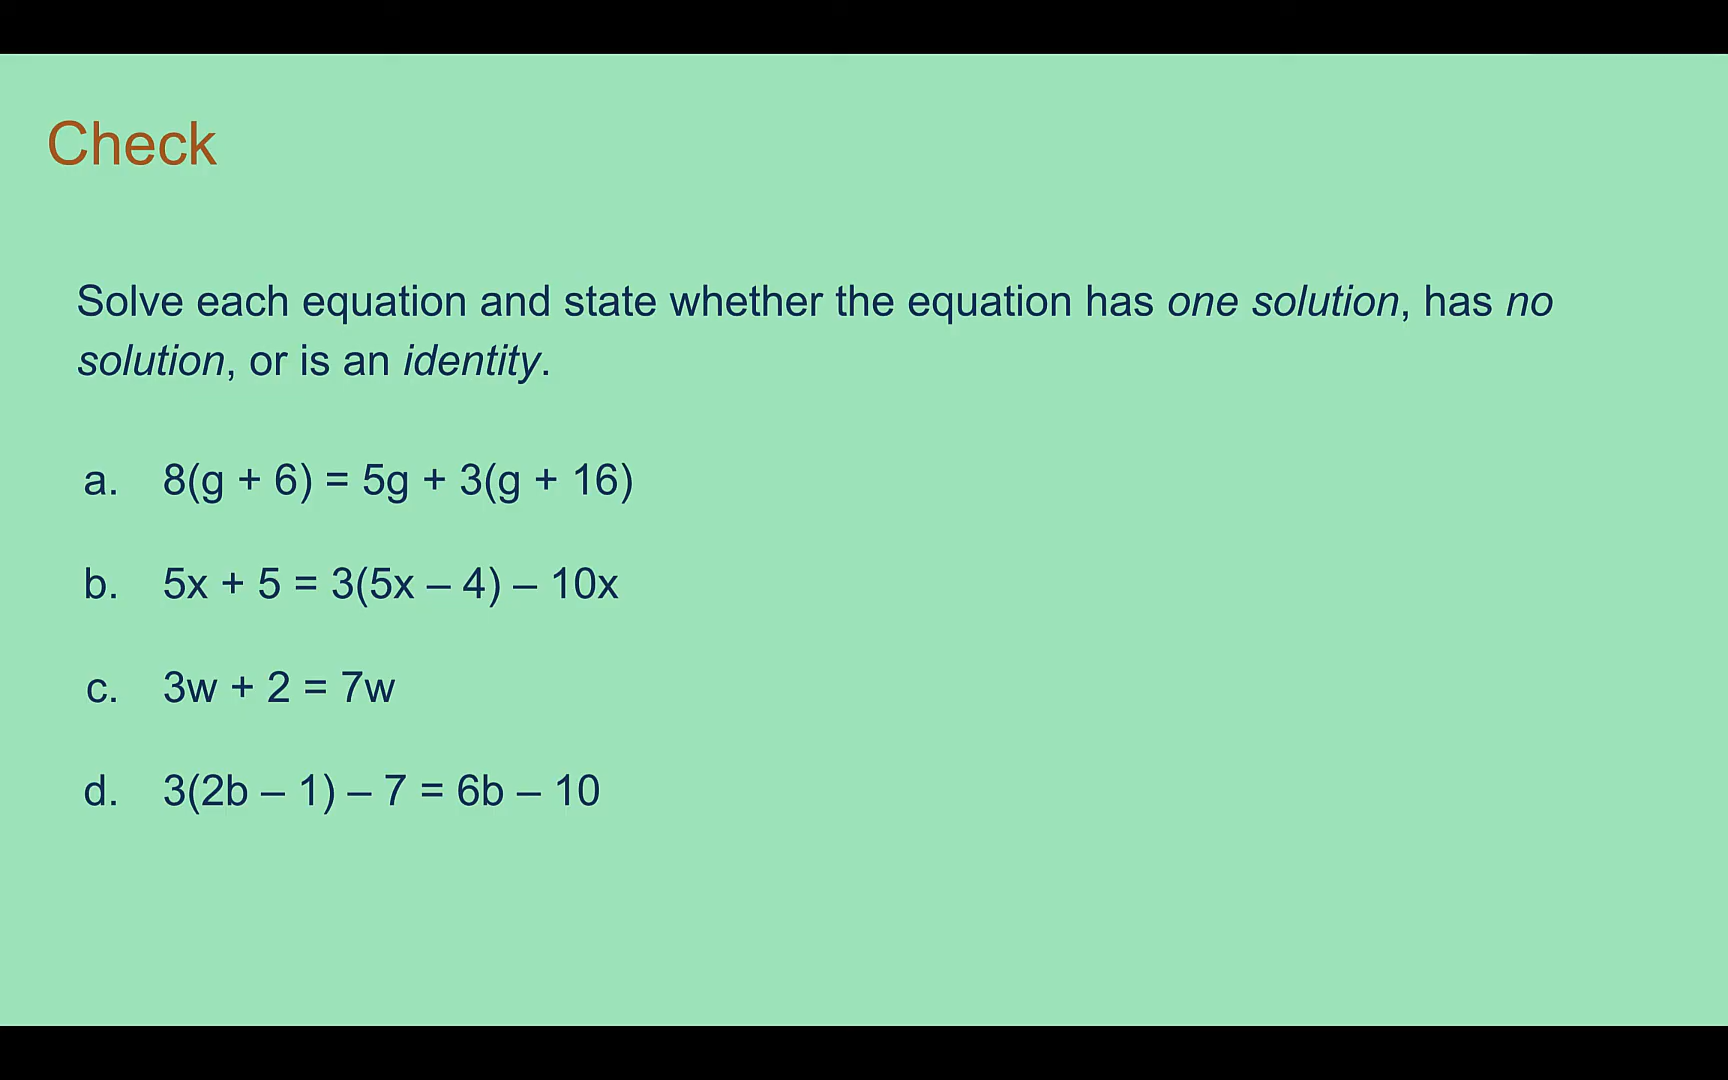 Check
Solve each equation and state whether the equation has one solution, has no
solution, or is an identity.
a. 8(g + 6) = 5g + 3(g + 16)
b. 5x + 5 = 3(5x – 4) – 10x
c. 3w + 2 = 7w
d. 3(2b – 1) – 7 = 6b – 10